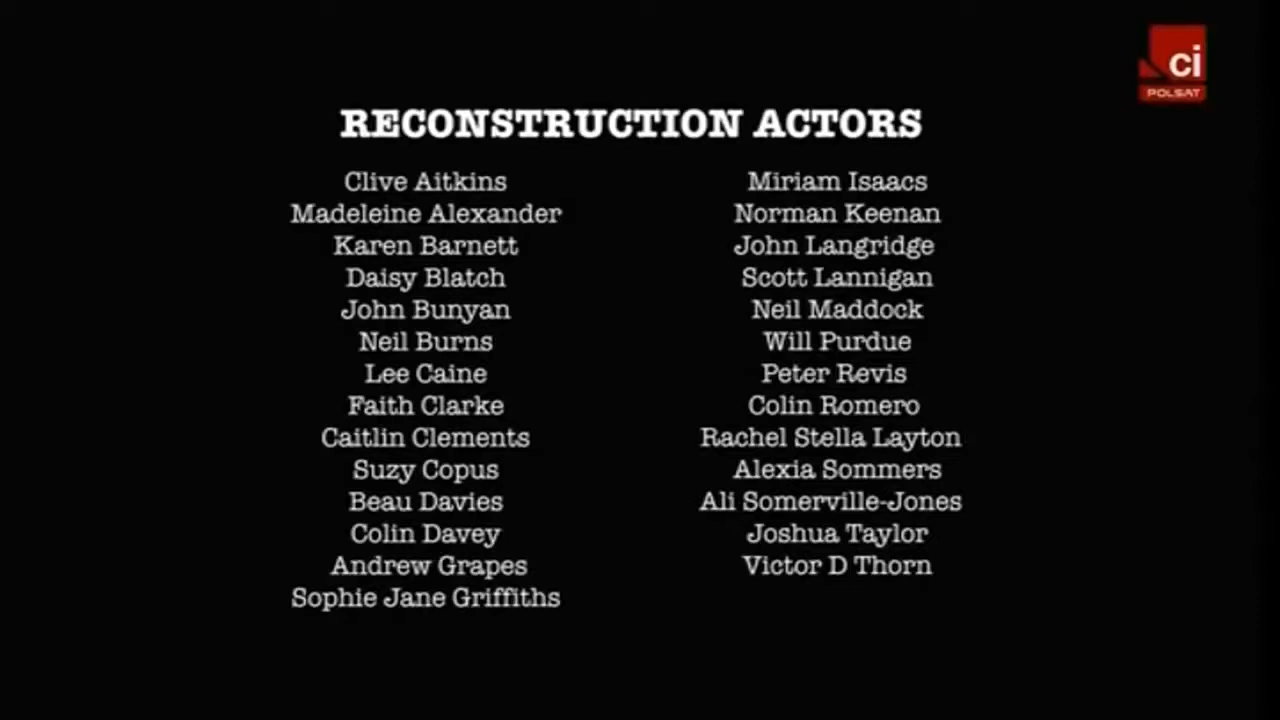 ci
POLSAT
RECONSTRUCTION ACTORS
Clive Aitkins
Madeleine Alexander
Karen Barnett
Daisy Blatch
John Bunyan
Neil Burns
Lee Caine
Faith Clarke
Caitlin Clements
Suzy Copus
Beau Davies
Colin Davey
Andrew Grapes
Sophie Jane Griffiths
Miriam Isaacs
Norman Keenan
John Langridge
Scott Lannigan
Neil Maddock
Will Purdue
Peter Revis
Colin Romero
Rachel Stella Layton
Alexia Sommers
Ali Somerville-Jones
Joshua Taylor
Victor D Thorn